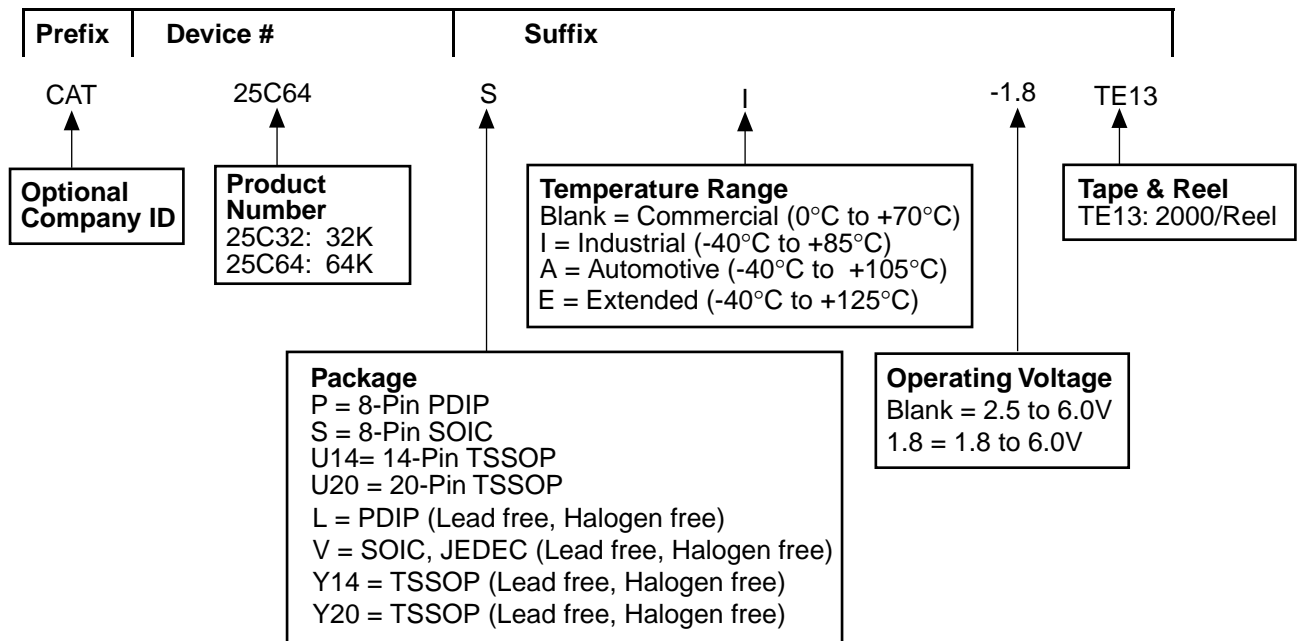 Prefix Device # Suffix
CAT 25C64 S I -1.8 TE13
Optional
Company ID
Product
Number
25C32: 32K
25C64: 64K
Temperature Range
Blank = Commercial (0°C to +70°C)
I = Industrial (-40°C to +85°C)
A = Automotive (-40°C to +105°C)
E = Extended (-40°C to +125°C)
Tape & Reel
TE13: 2000/Reel
Package
P = 8-Pin PDIP
S = 8-Pin SOIC
U14= 14-Pin TSSOP
U20 = 20-Pin TSSOP
L = PDIP (Lead free, Halogen free)
V = SOIC, JEDEC (Lead free, Halogen free)
Y14 = TSSOP (Lead free, Halogen free)
Y20 = TSSOP (Lead free, Halogen free)
Operating Voltage
Blank = 2.5 to 6.0V
1.8 = 1.8 to 6.0V